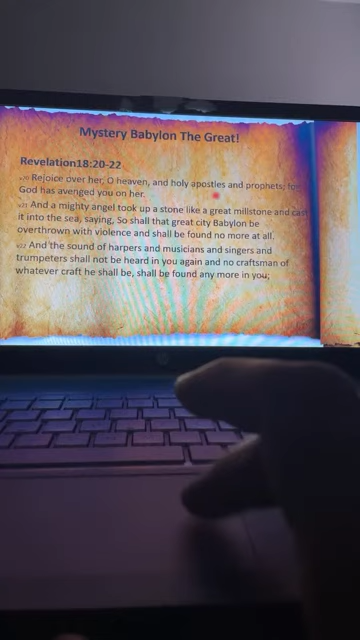 Mystery Babylon The Great!
Revelation18:20-22
v20 Rejoice over her, O heaven, and holy apostles and prophets; for
God has avenged you on her.
v21 And a mighty angel took up a stone like a great millstone and cast
it into the sea, saying, So shall that great city Babylon be
overthrown with violence and shall be found no more at all.
v22 And the sound of harpers and musicians and singers and
trumpeters shall not be heard in you again and no craftsman of
whatever craft he shall be, shall be found any more in you;